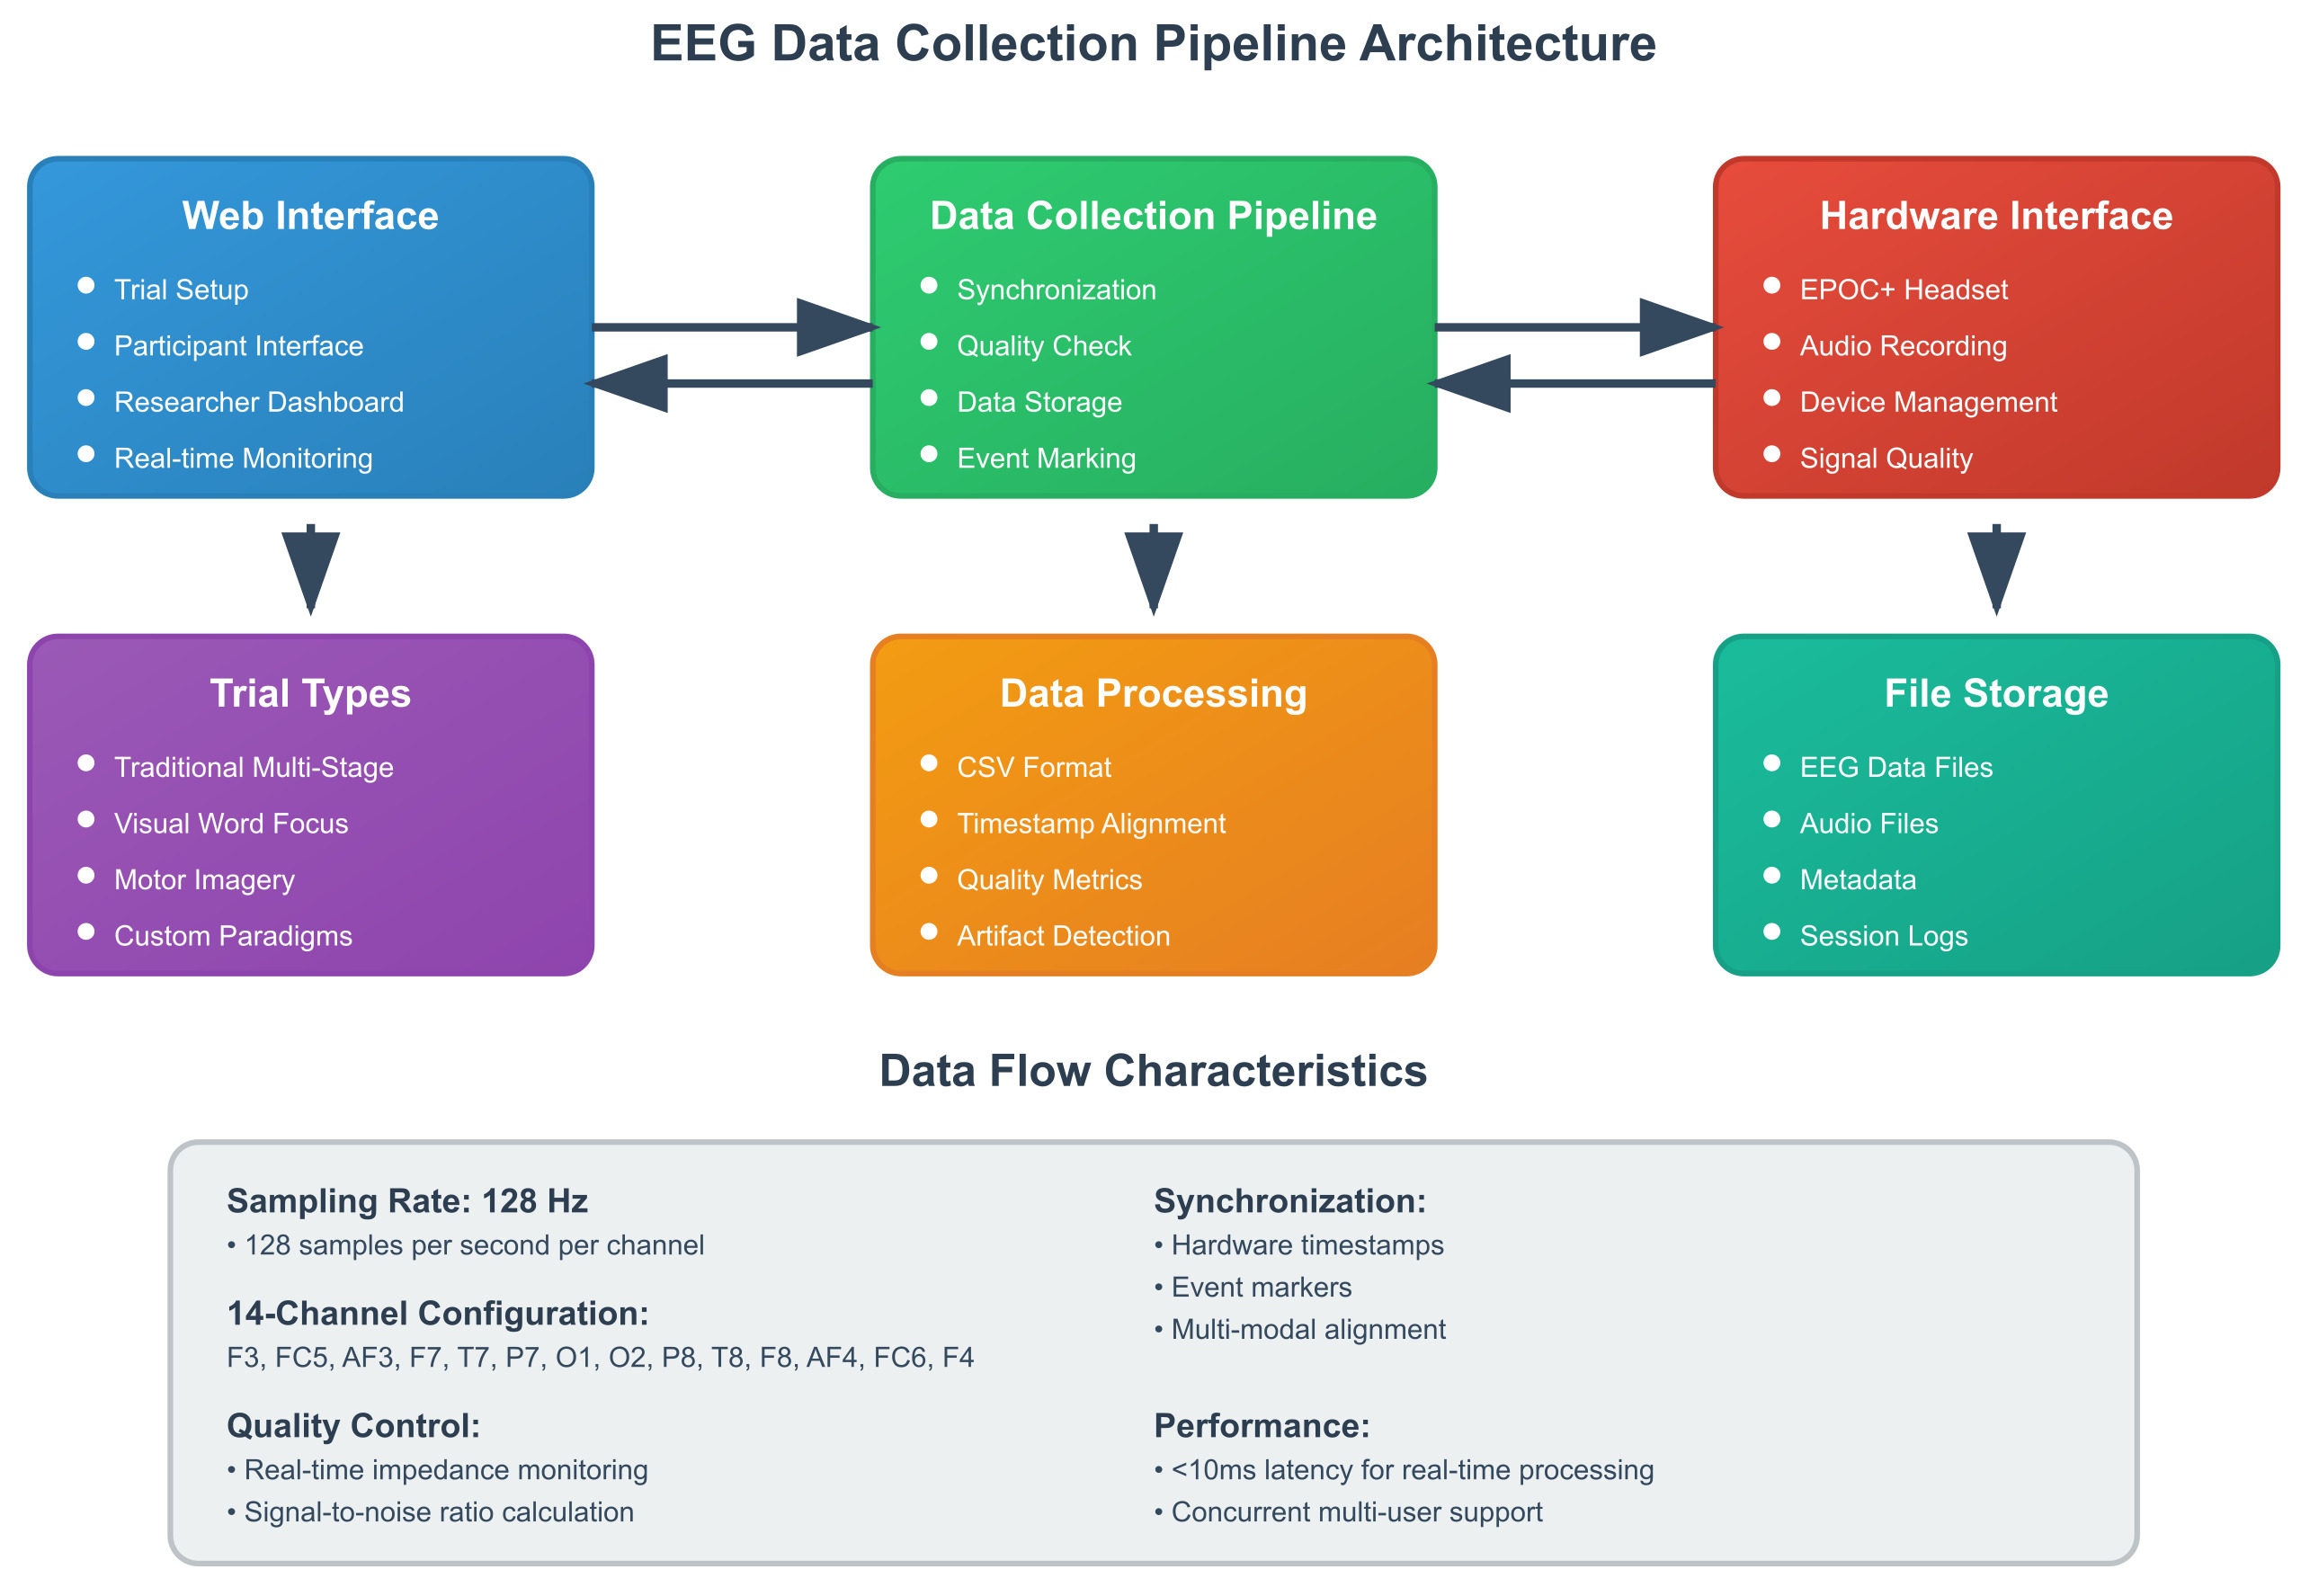 EEG Data Collection Pipeline Architecture
Web Interface
Trial Setup
Participant Interface
Researcher Dashboard
Real-time Monitoring
Data Collection Pipeline
Synchronization
Quality Check
Data Storage
Event Marking
Hardware Interface
EPOC+ Headset
Audio Recording
Device Management
Signal Quality
Trial Types
Traditional Multi-Stage
Visual Word Focus
Motor Imagery
Custom Paradigms
Data Processing
CSV Format
Timestamp Alignment
Quality Metrics
Artifact Detection
File Storage
EEG Data Files
Audio Files
Metadata
Session Logs
Data Flow Characteristics
Sampling Rate: 128 Hz
• 128 samples per second per channel
14-Channel Configuration:
F3, FC5, AF3, F7, T7, P7, O1, O2, P8, T8, F8, AF4, FC6, F4
Quality Control:
• Real-time impedance monitoring
• Signal-to-noise ratio calculation
Synchronization:
• Hardware timestamps
• Event markers
• Multi-modal alignment
Performance:
• <10ms latency for real-time processing
• Concurrent multi-user support